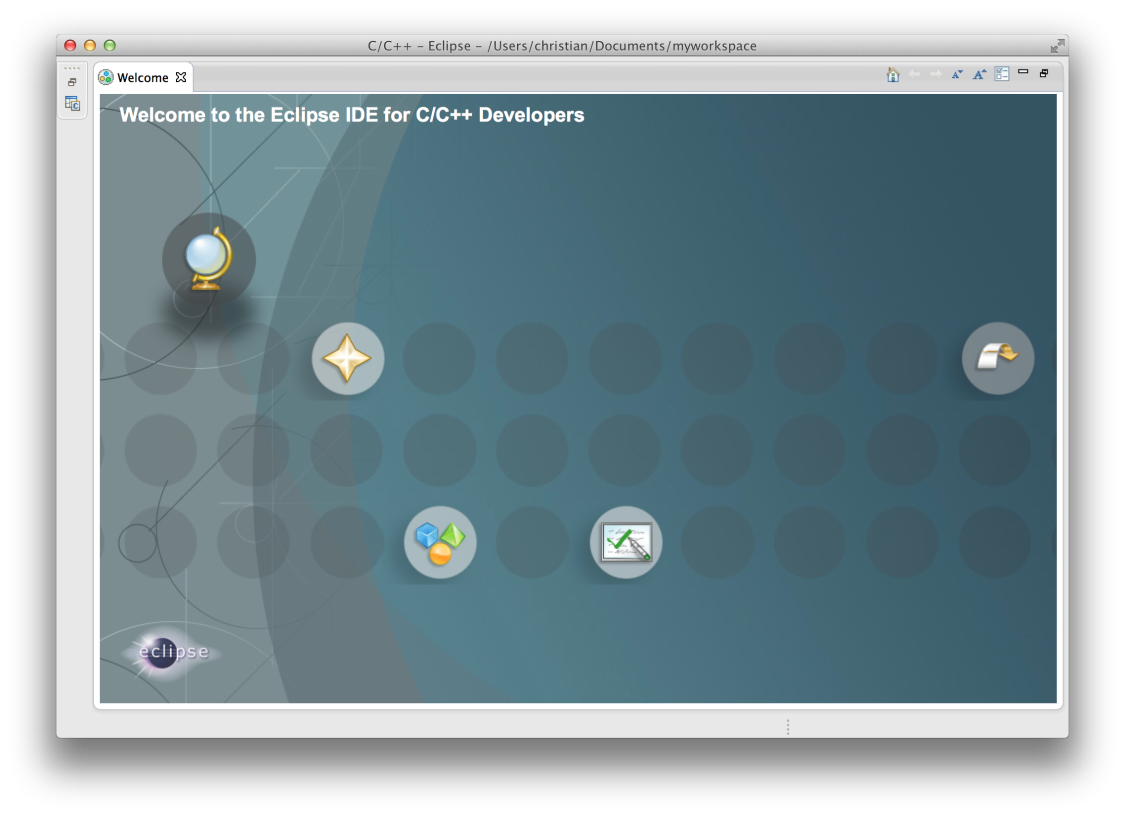 C/C++ – Eclipse – /Users/christian/Documents/myworkspace
Welcome
Welcome to the Eclipse IDE for C/C++ Developers
eclipse